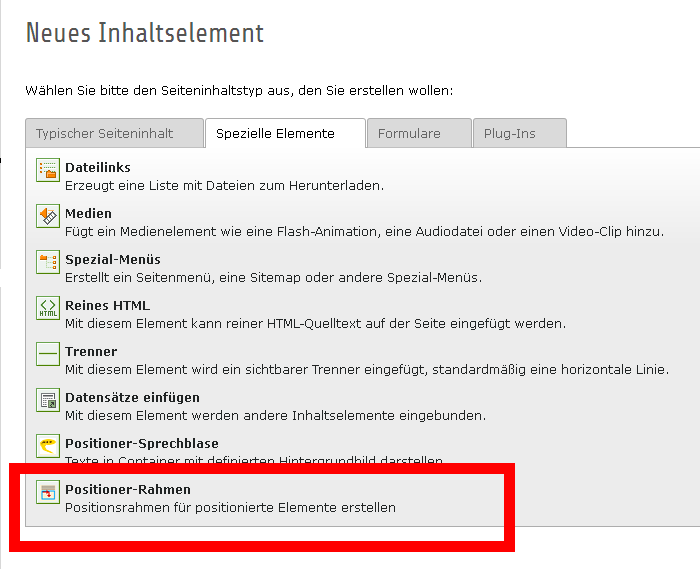 Neues Inhaltselement
Wählen Sie bitte den Seiteninhaltstyp aus, den Sie erstellen wollen:
Typischer Seiteninhalt Spezielle Elemente Formulare Plug-Ins
Dateilinks
Erzeugt eine Liste mit Dateien zum Herunterladen.
Medien
Fügt ein Medienelement wie eine Flash-Animation, eine Audiodatei oder einen Video-Clip hinzu.
Spezial-Menüs
Erstellt ein Seitenmenü, eine Sitemap oder andere Spezial-Menüs.
HTML Reines HTML
Mit diesem Element kann reiner HTML-Quelltext auf der Seite eingefügt werden.
Trenner
Mit diesem Element wird ein sichtbarer Trenner eingefügt, standardmäßig eine horizontale Linie.
Datensätze einfügen
Mit diesem Element werden andere Inhaltselemente eingebunden.
Positioner-Sprechblase
Texte in Container mit definierten Hintergrundbild darstellen
Positioner-Rahmen
Positionsrahmen für positionierte Elemente erstellen